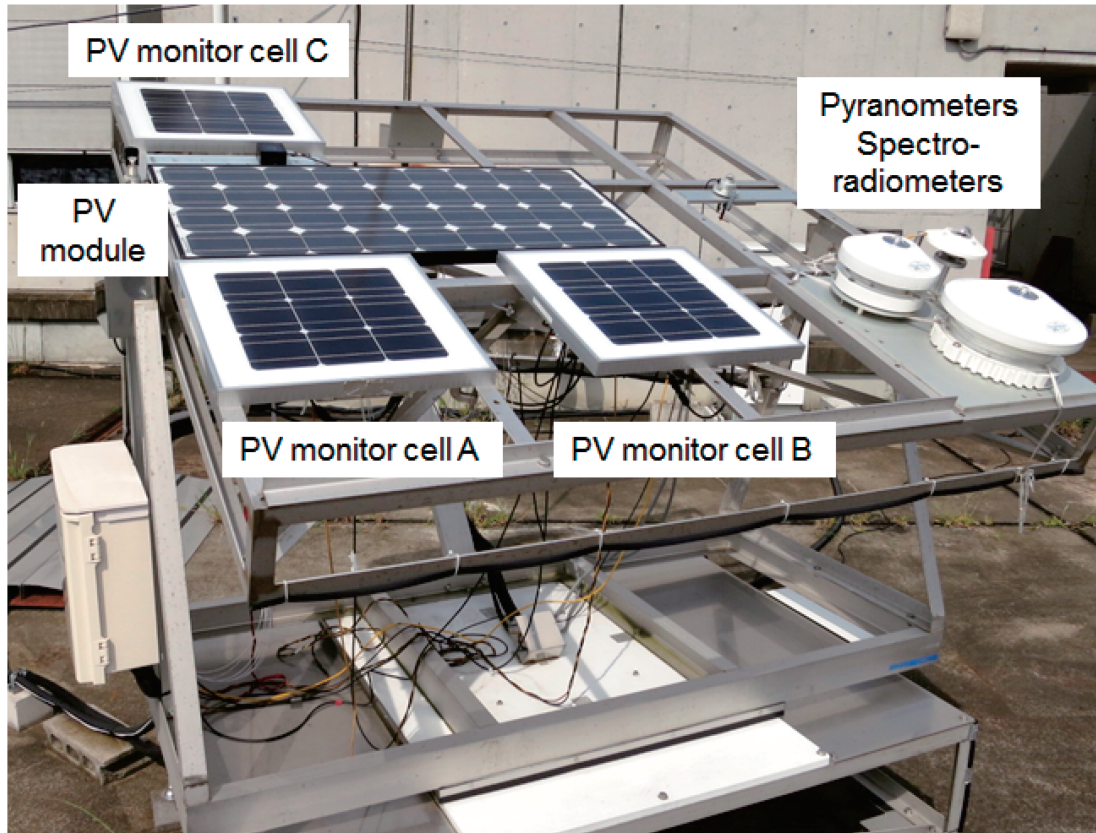 PV monitor cell C
Pyranometers
Spectro-
radiometers
PV
module
PV monitor cell A
PV monitor cell B